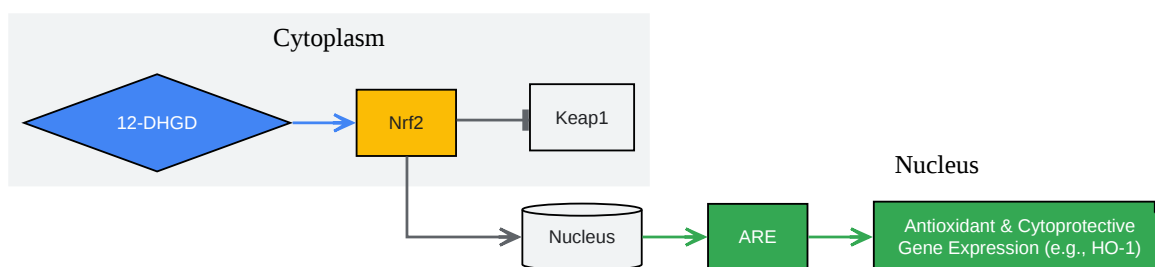 Cytoplasm
12-DHGD
Nrf2
Keap1
Nucleus
Nucleus
ARE
Antioxidant & Cytoprotective
Gene Expression (e.g., HO-1)